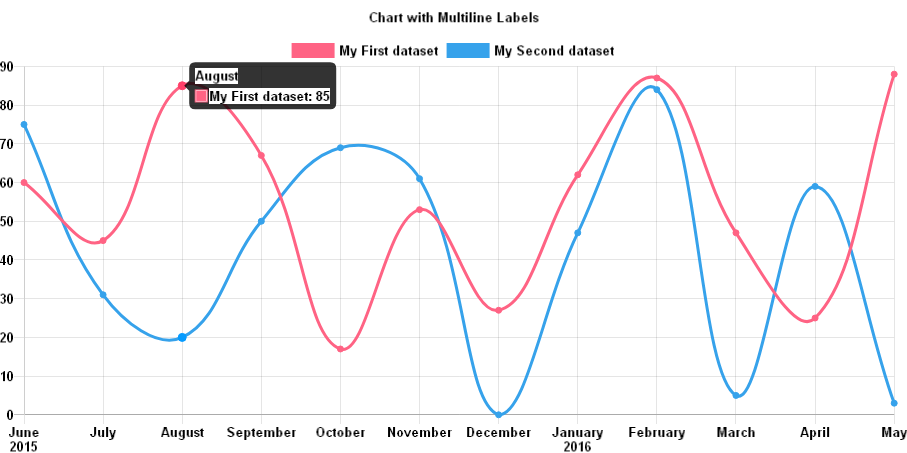 Chart with Multiline Labels
My First dataset My Second dataset
August
My First dataset: 85
90
80
70
60
50
40
30
20
10
0
June July August September October November December January February March April May
2015 2016